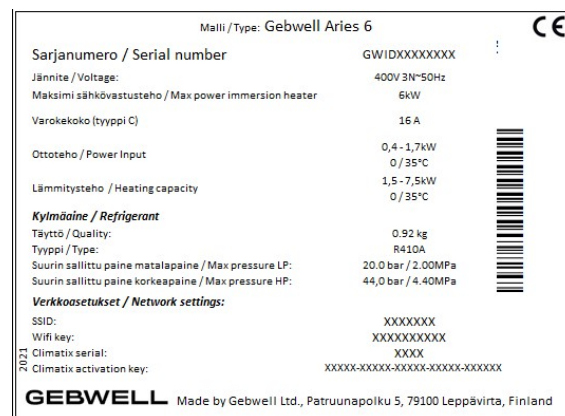 Malli/Type: Gebwell Aries 6
CE
Sarjanumero / Serial number GWIDXXXXXXXX
Jännite / Voltage: 400V 3N~50Hz
Maksimi sähkövastusteho / Max power immersion heater 6kW
Varokekoko (tyyppi C) 16 A
Ottoteho / Power Input 0,4 - 1,7kW
0 / 35°C
Lämmitysteho / Heating capacity 1,5 - 7,5kW
0 / 35°C
Kylmäaine / Refrigerant
Täyttö / Quality: 0.92 kg
Tyyppi / Type: R410A
Suurin sallittu paine matalapaine / Max pressure LP: 20.0 bar / 2.00MPa
Suurin sallittu paine korkeapaine / Max pressure HP: 44,0 bar / 4.40MPa
Verkkoasetukset / Network settings:
SSID: XXXXXXX
Wifi key: XXXXXXXXXX
Climatix serial: XXXX
Climatix activation key: XXXXX-XXXXX-XXXXX-XXXXX-XXXXXX
2021
GEBWELL Made by Gebwell Ltd., Patruunapolku 5, 79100 Leppävirta, Finland